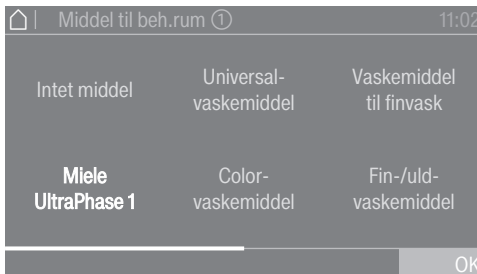 Middel til beh.rum ① 11:02
Intet middel
Universal-
vaskemiddel
Vaskemiddel
til finvask
Miele
UltraPhase 1
Color-
vaskemiddel
Fin-/uld-
vaskemiddel
OK